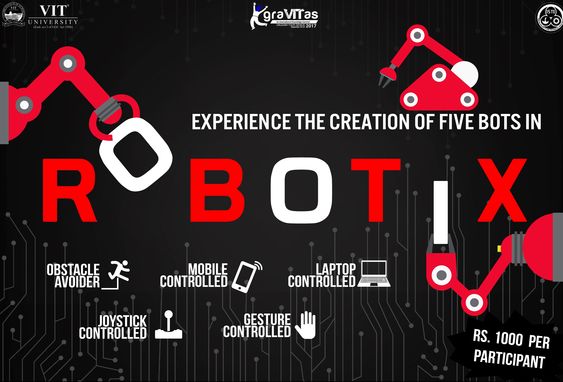 VIT
UNIVERSITY
graVITas
2017
EXPERIENCE THE CREATION OF FIVE BOTS IN
ROBOTIX
OBSTACLE
AVOIDER
MOBILE
CONTROLLED
LAPTOP
CONTROLLED
JOYSTICK
CONTROLLED
GESTURE
CONTROLLED
RS. 1000 PER
PARTICIPANT